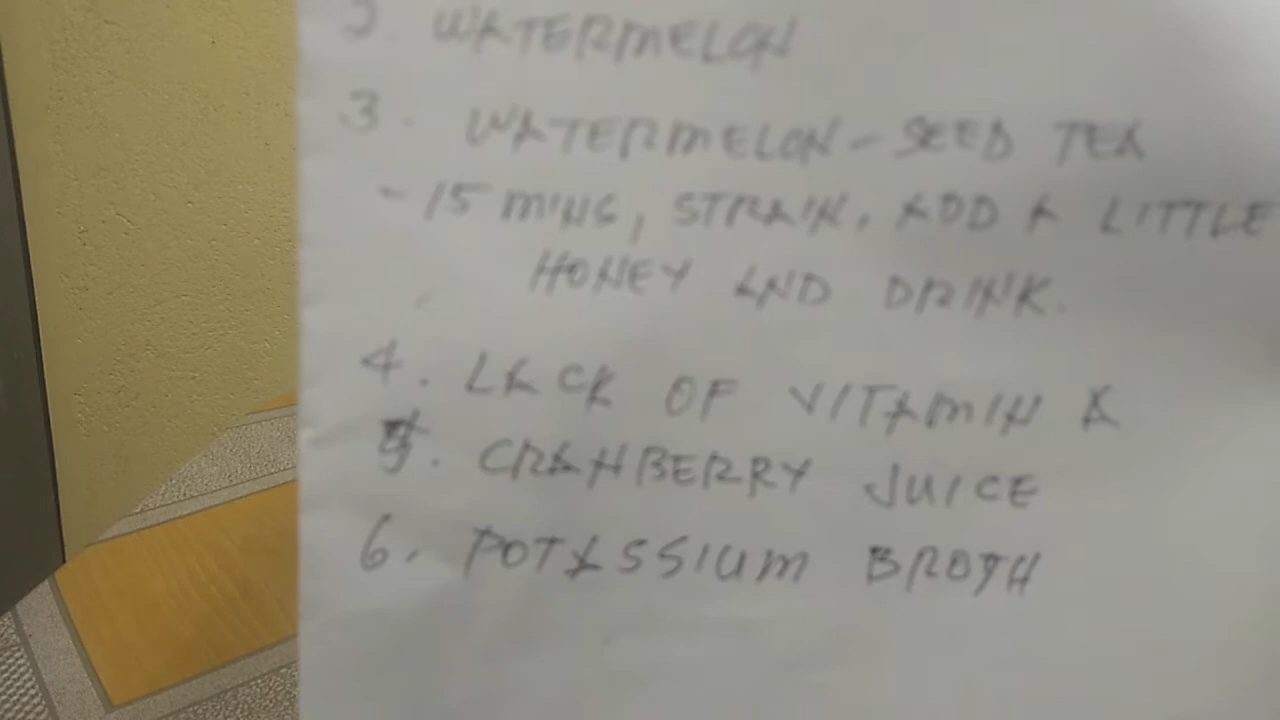 2 WATERMELON
3. WATERMELON-SEED TEA
-15 MINS, STRAIN, ADD A LITTLE
HONEY AND DRINK.
4. LACK OF VITAMIN A
5. CRANBERRY JUICE
6. POTASSIUM BROTH